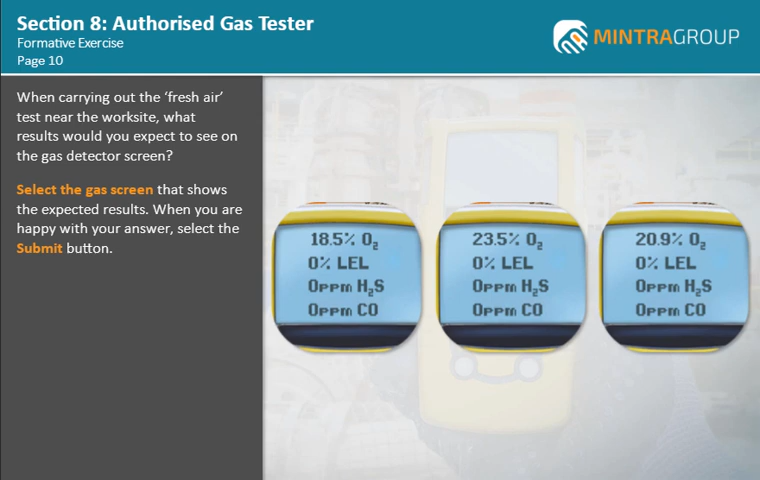 Section 8: Authorised Gas Tester
Formative Exercise
Page 10
MINTRAGROUP
When carrying out the ‘fresh air’
test near the worksite, what
results would you expect to see on
the gas detector screen?
Select the gas screen that shows
the expected results. When you are
happy with your answer, select the
Submit button.
18.5% O₂
0% LEL
0PPM H₂S
0PPM CO
23.5% O₂
0% LEL
0PPM H₂S
0PPM CO
20.9% O₂
0% LEL
0PPM H₂S
0PPM CO